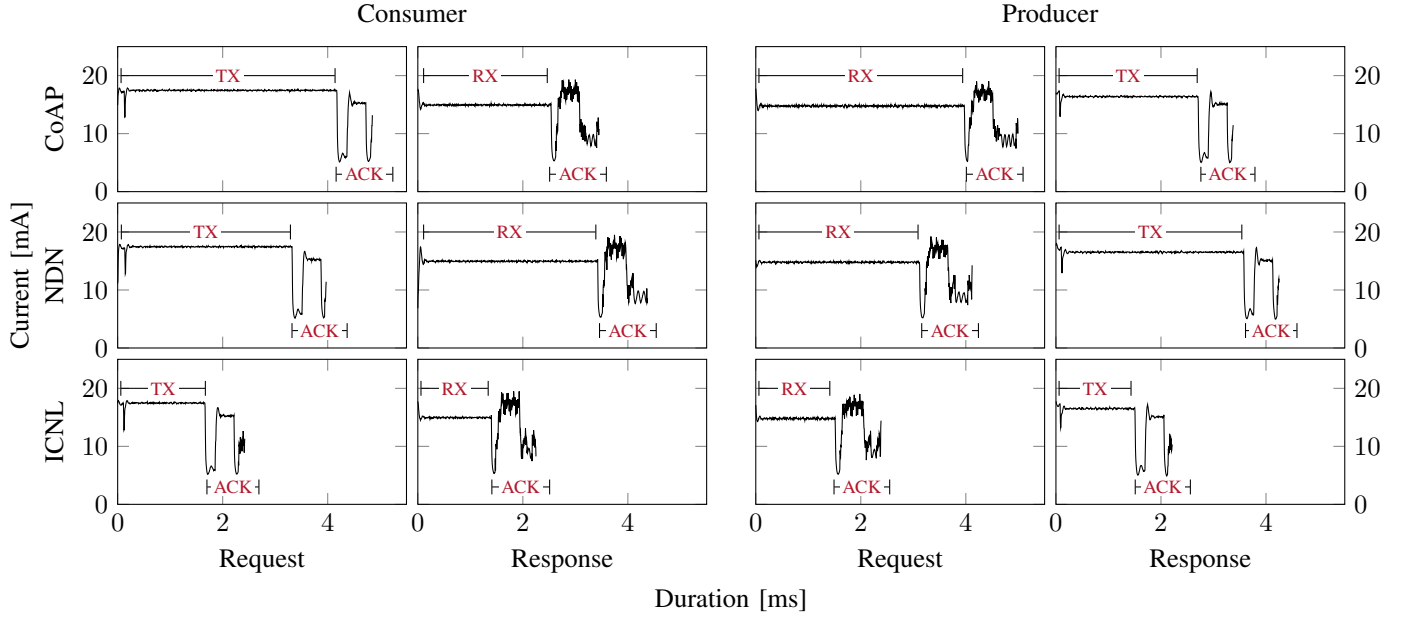 Consumer Producer
20 TX RX RX TX 20
CoAP
10 10
ACK ACK ACK ACK
0 0
Current [mA]
20 TX RX RX TX 20
NDN
10 10
ACK ACK ACK ACK
0 0
20 TX RX RX TX 20
ICNL
10 10
ACK ACK ACK ACK
0 0
0 2 4 0 2 4 0 2 4 0 2 4
Request Response Request Response
Duration [ms]